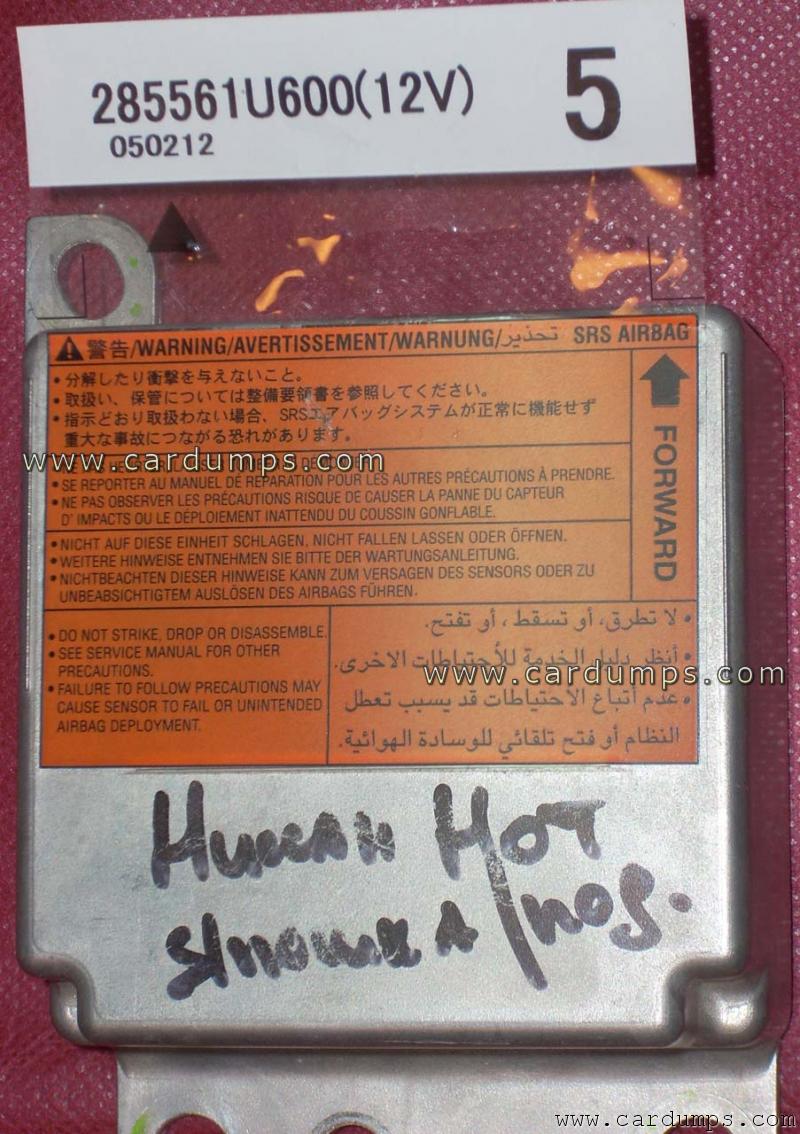 285561U600(12V) 5
050212
警告/WARNING/AVERTISSEMENT/WARNUNG/تحذير SRS AIRBAG
• 分解したり衝撃を与えないこと。
• 取扱い、保管については整備要領書を参照してください。
• 指示どおり取扱わない場合、SRSエアバッグシステムが正常に機能せず
重大な事故につながる恐れがあります。
FORWARD
www.cardumps.com
• SE REPORTER AU MANUEL DE REPARATION POUR LES AUTRES PRÉCAUTIONS À PRENDRE.
• NE PAS OBSERVER LES PRÉCAUTIONS RISQUE DE CAUSER LA PANNE DU CAPTEUR
D' IMPACTS OU LE DÉPLOIEMENT INATTENDU DU COUSSIN GONFLABLE.
• NICHT AUF DIESE EINHEIT SCHLAGEN, NICHT FALLEN LASSEN ODER ÖFFNEN.
• WEITERE HINWEISE ENTNEHMEN SIE BITTE DER WARTUNGSANLEITUNG.
• NICHTBEACHTEN DIESER HINWEISE KANN ZUM VERSAGEN DES SENSORS ODER ZU
UNBEABSICHTIGTEM AUSLÖSEN DES AIRBAGS FÜHREN.
• DO NOT STRIKE, DROP OR DISASSEMBLE.
• SEE SERVICE MANUAL FOR OTHER
PRECAUTIONS.
• FAILURE TO FOLLOW PRECAUTIONS MAY
CAUSE SENSOR TO FAIL OR UNINTENDED
AIRBAG DEPLOYMENT.
• لا تطرق، أو تسقط ، أو تفتح.
• أنظر دليل الخدمة للأحتياطات الاخرى.
www.cardumps.com
• عدم أتباع الاحتياطات قد يسبب تعطل
النظام أو فتح تلقائي للوسادة الهوائية.
www.cardumps.com